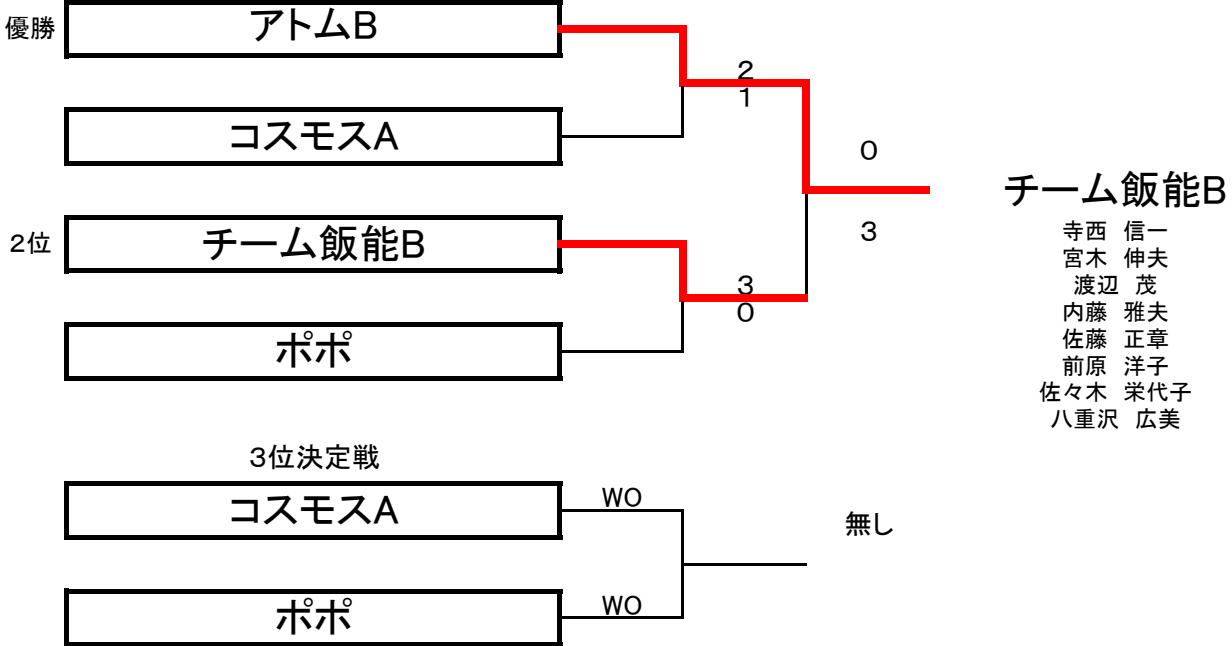 優勝
アトムB
2
1
コスモスA
0
チーム飯能B
2位
チーム飯能B
3
寺西 信一
宮木 伸夫
渡辺 茂
3
0
内藤 雅夫
佐藤 正章
ポポ
前原 洋子
佐々木 栄代子
八重沢 広美
3位決定戦
コスモスA
WO
無し
ポポ
WO